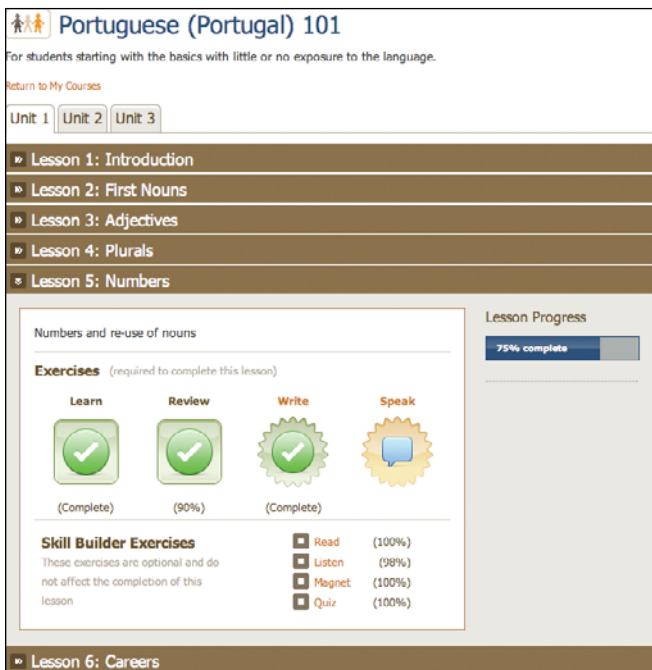 Portuguese (Portugal) 101
For students starting with the basics with little or no exposure to the language.
Return to My Courses
Unit 1 Unit 2 Unit 3
Lesson 1: Introduction
Lesson 2: First Nouns
Lesson 3: Adjectives
Lesson 4: Plurals
Lesson 5: Numbers
Numbers and re-use of nouns
Exercises (required to complete this lesson)
Learn Review Write Speak
(Complete) (90%) (Complete)
Skill Builder Exercises
These exercises are optional and do
not affect the completion of this
lesson
Read (100%)
Listen (98%)
Magnet (100%)
Quiz (100%)
Lesson Progress
75% complete
Lesson 6: Careers